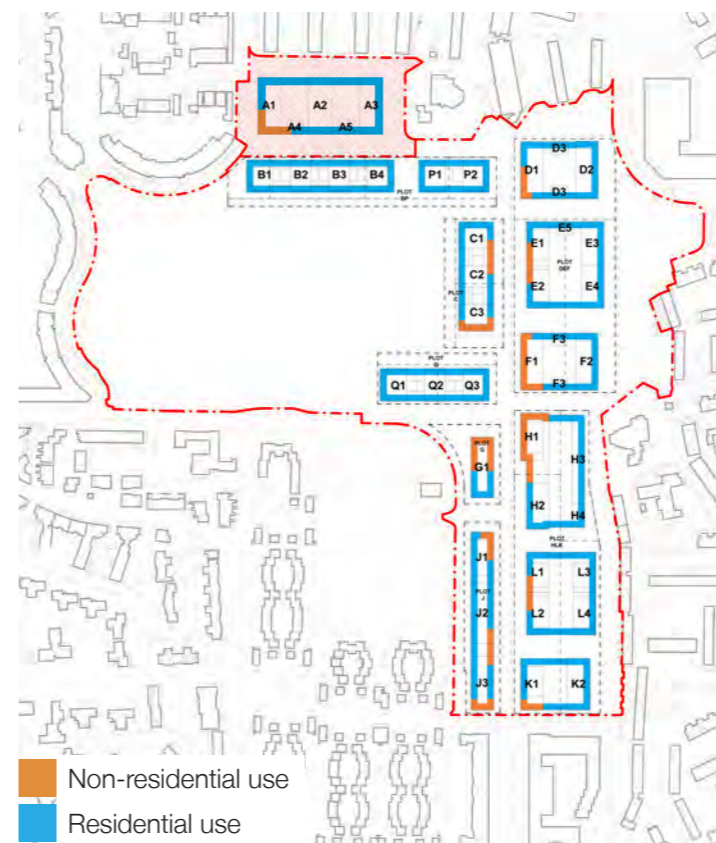 A1 A2 A3
A4 A5
B1 B2 B3 B4 P1 P2
PLOT
BP
D3
D1 D2
D3
C1
C2
PLOT
C
C3
E5
E1 E3
PLOT
DEF
E2 E4
F3
F1 F2
F3
PLOT
Q
Q1 Q2 Q3
PLOT
G
G1
H1
H3
H2 H4
PLOT
HLK
J1
PLOT
J
J2
J3
L1 L3
L2 L4
K1 K2
Non-residential use
Residential use